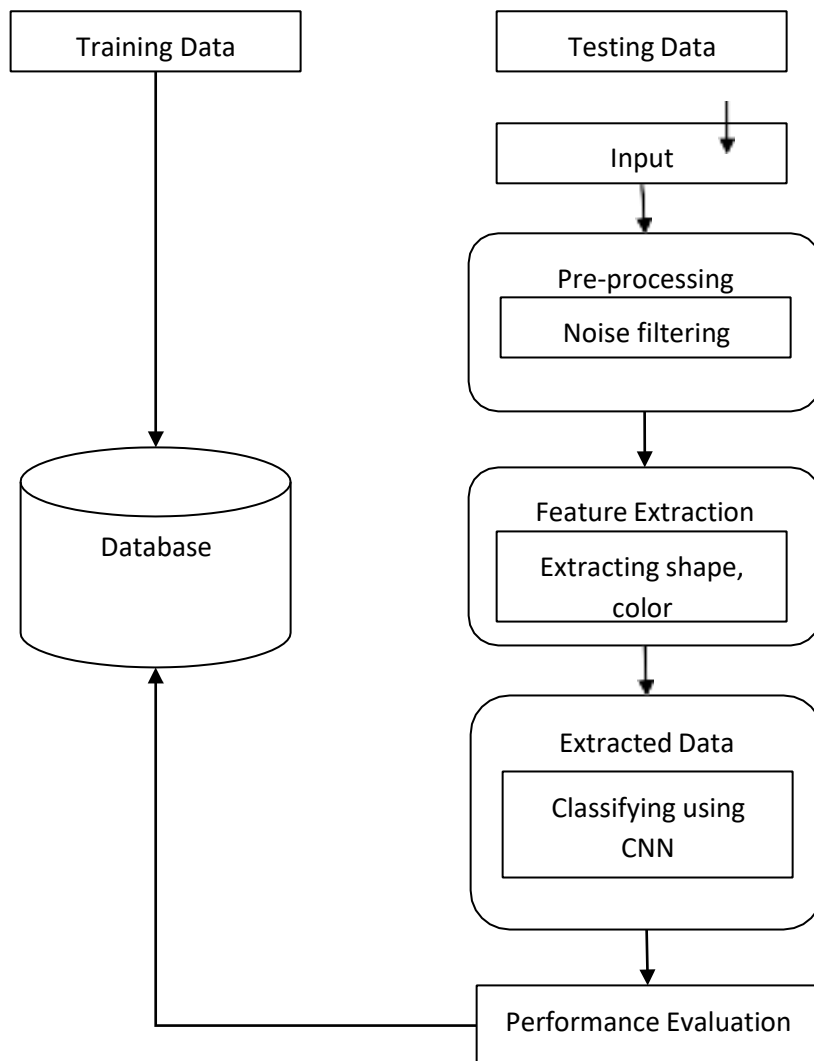 Training Data
Testing Data
Input
Pre-processing
Noise filtering
Feature Extraction
Extracting shape,
color
Database
Extracted Data
Classifying using
CNN
Performance Evaluation